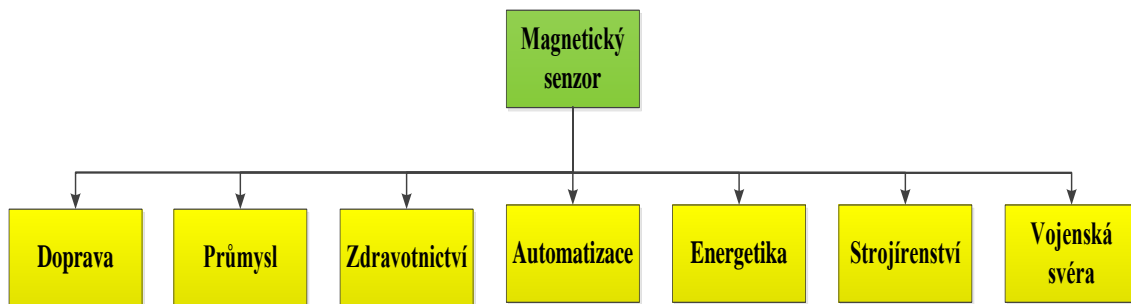 Magnetický
senzor
Doprava
Průmysl
Zdravotnictví
Automatizace
Energetika
Strojírenství
Vojenská
svéra